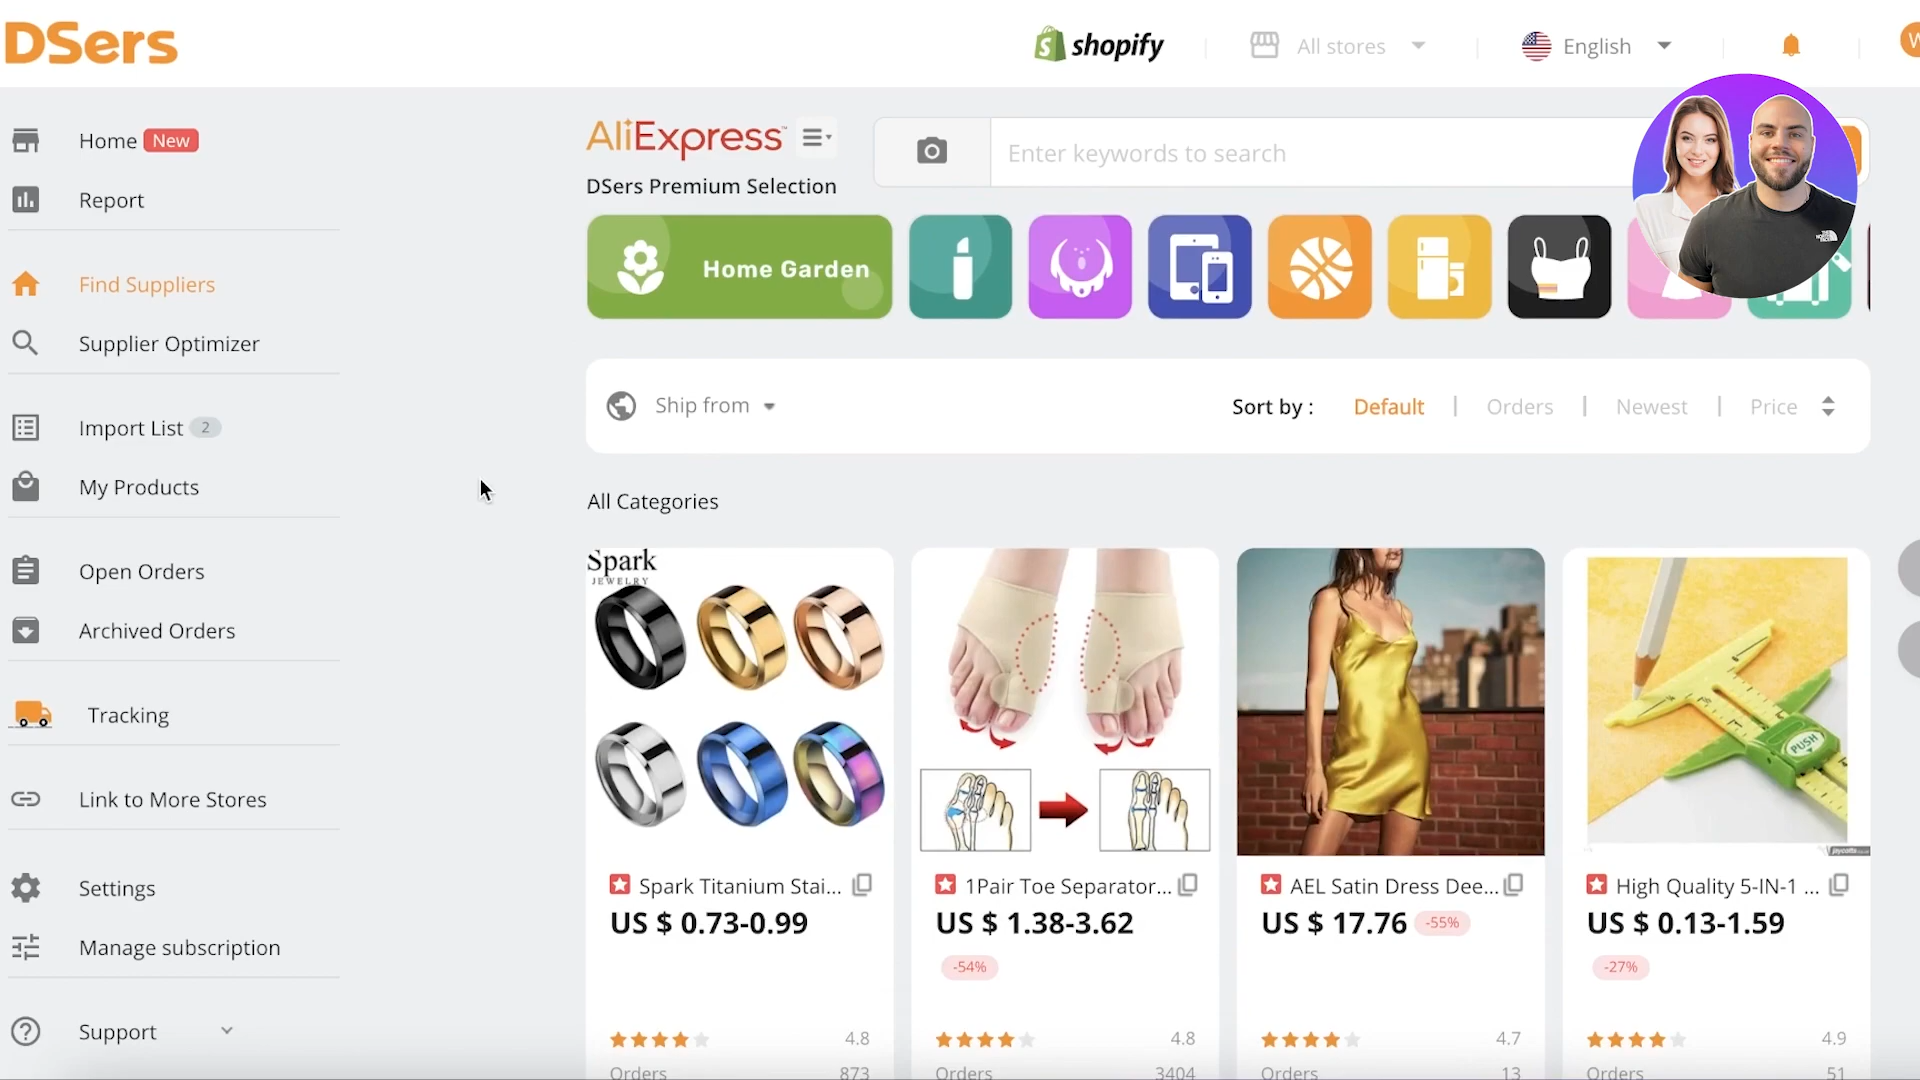 DSers
shopify
All stores
English
W
Home New
Report
Find Suppliers
Supplier Optimizer
Import List 2
My Products
Open Orders
Archived Orders
Tracking
Link to More Stores
Settings
Manage subscription
Support
AliExpress
Enter keywords to search
DSers Premium Selection
Home Garden
Ship from
Sort by : Default | Orders | Newest | Price
All Categories
Spark
JEWELRY
PUSH
Spark Titanium Stai...
US $ 0.73-0.99
4.8
Orders 873
1Pair Toe Separator...
US $ 1.38-3.62
-54%
4.8
Orders 3404
AEL Satin Dress Dee...
US $ 17.76 -55%
4.7
Orders 13
High Quality 5-IN-1 ...
US $ 0.13-1.59
-27%
4.9
Orders 51